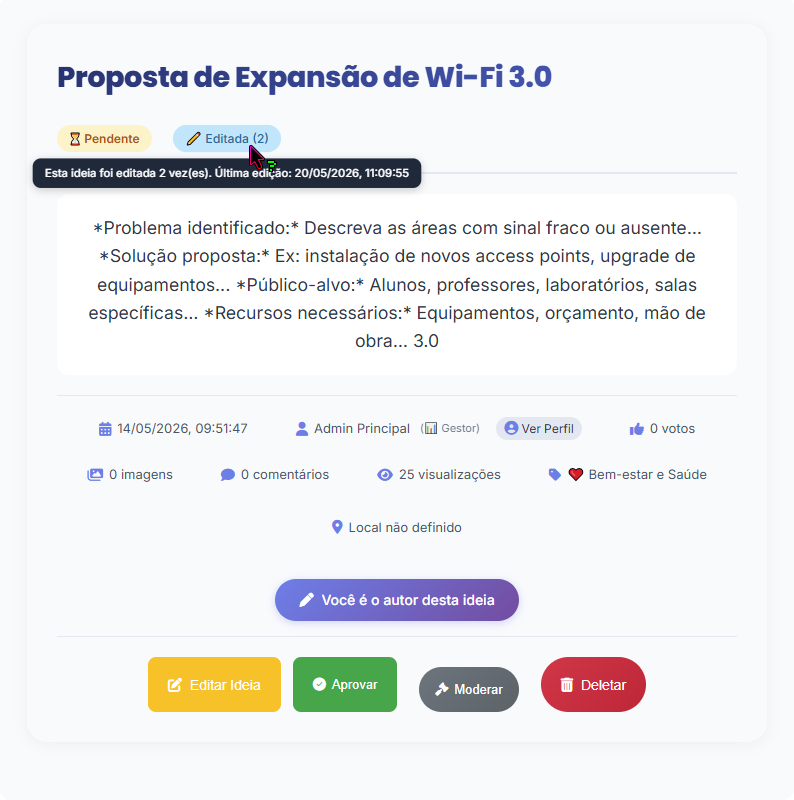 Proposta de Expansão de Wi-Fi 3.0
Pendente
Editada (2)
Esta ideia foi editada 2 vez(es). Última edição: 20/05/2026, 11:09:55
*Problema identificado:* Descreva as áreas com sinal fraco ou ausente...
*Solução proposta:* Ex: instalação de novos access points, upgrade de
equipamentos... *Público-alvo:* Alunos, professores, laboratórios, salas
específicas... *Recursos necessários:* Equipamentos, orçamento, mão de
obra... 3.0
14/05/2026, 09:51:47
Admin Principal
(Gestor)
Ver Perfil
0 votos
0 imagens
0 comentários
25 visualizações
Bem-estar e Saúde
Local não definido
Você é o autor desta ideia
Editar Ideia
Aprovar
Moderar
Deletar